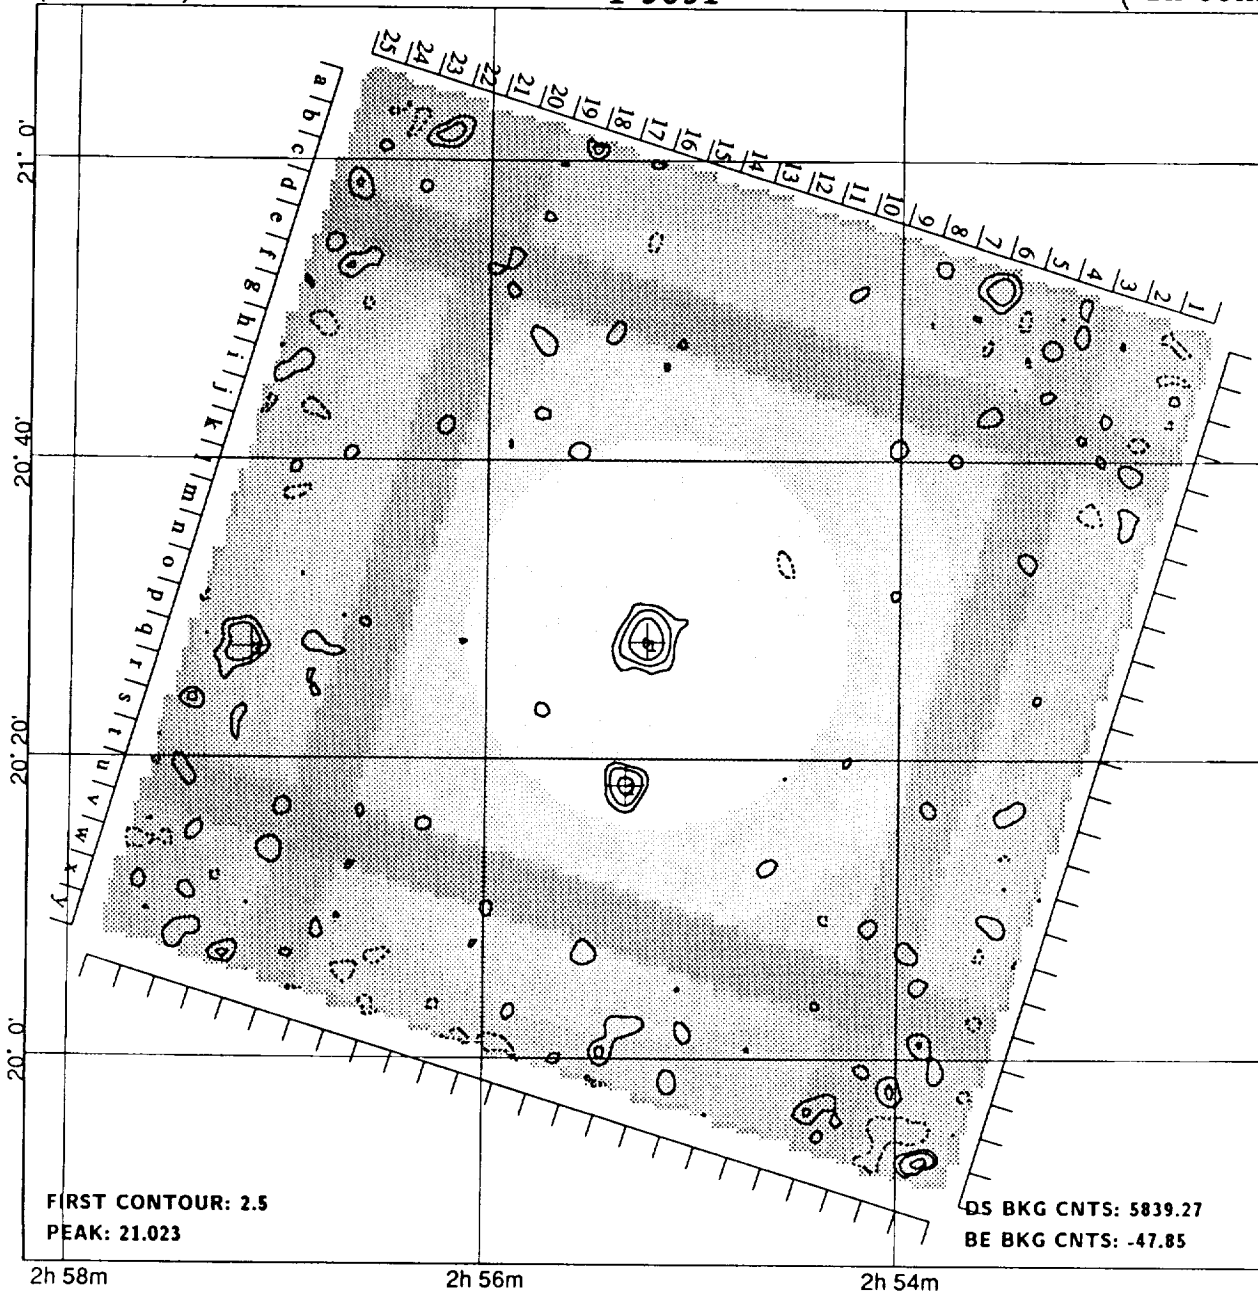 25 24 23 22 21 20 19 18 17 16 15 14 13 12 11 10 9 8 7 6 5 4 3 2 1
a b c d e f g h i j k l m n o p q r s t u v w x y
21° 0'
20° 40'
20° 20'
20° 0'
FIRST CONTOUR: 2.5
PEAK: 21.023
DS BKG CNTS: 5839.27
BE BKG CNTS: -47.85
2h 58m
2h 56m
2h 54m